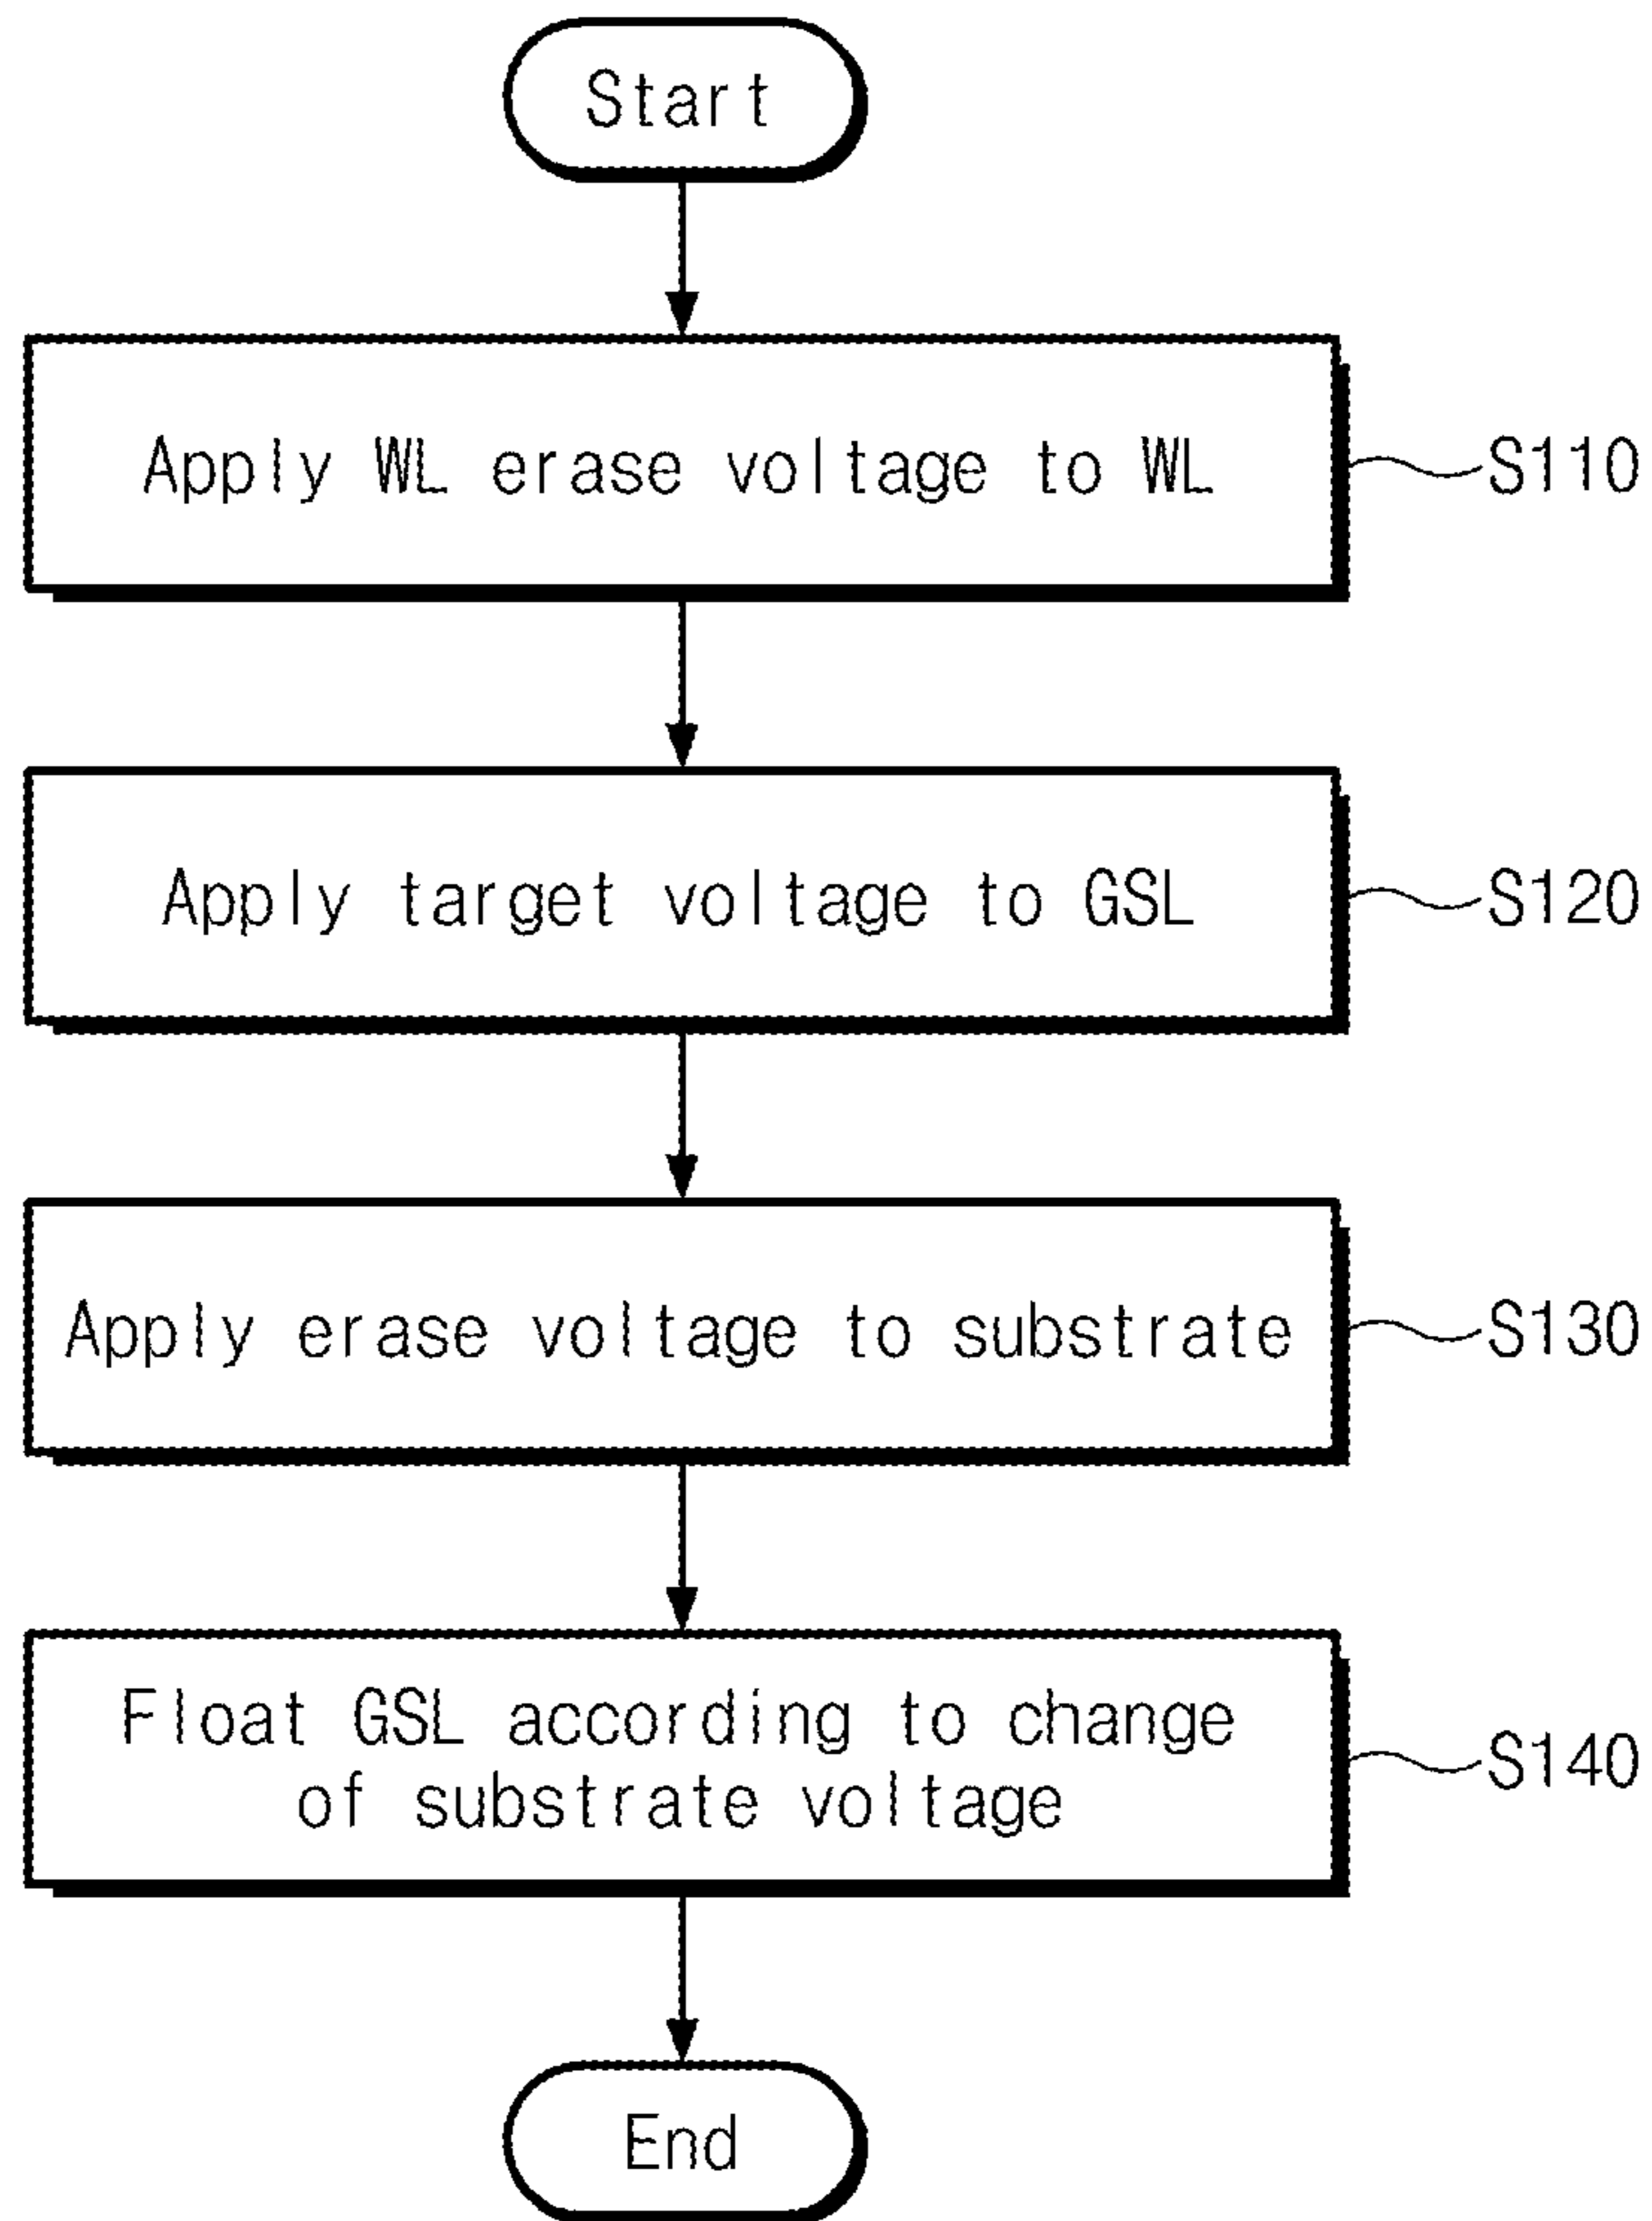 Start
Apply WL erase voltage to WL
S110
Apply target voltage to GSL
S120
Apply erase voltage to substrate
S130
Float GSL according to change
of substrate voltage
S140
End